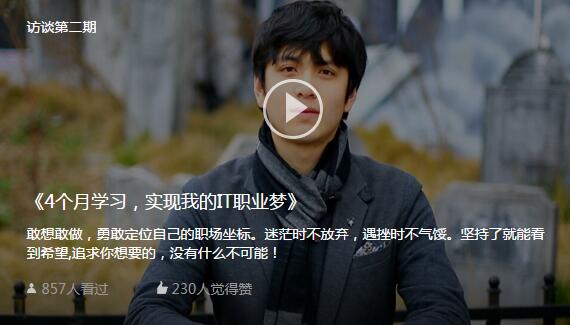 访谈第二期
《4个月学习，实现我的IT职业梦》
敢想敢做，勇敢定位自己的职场坐标。迷茫时不放弃，遇挫时不气馁。坚持了就能看
到希望,追求你想要的，没有什么不可能！
857人看过 230人觉得赞